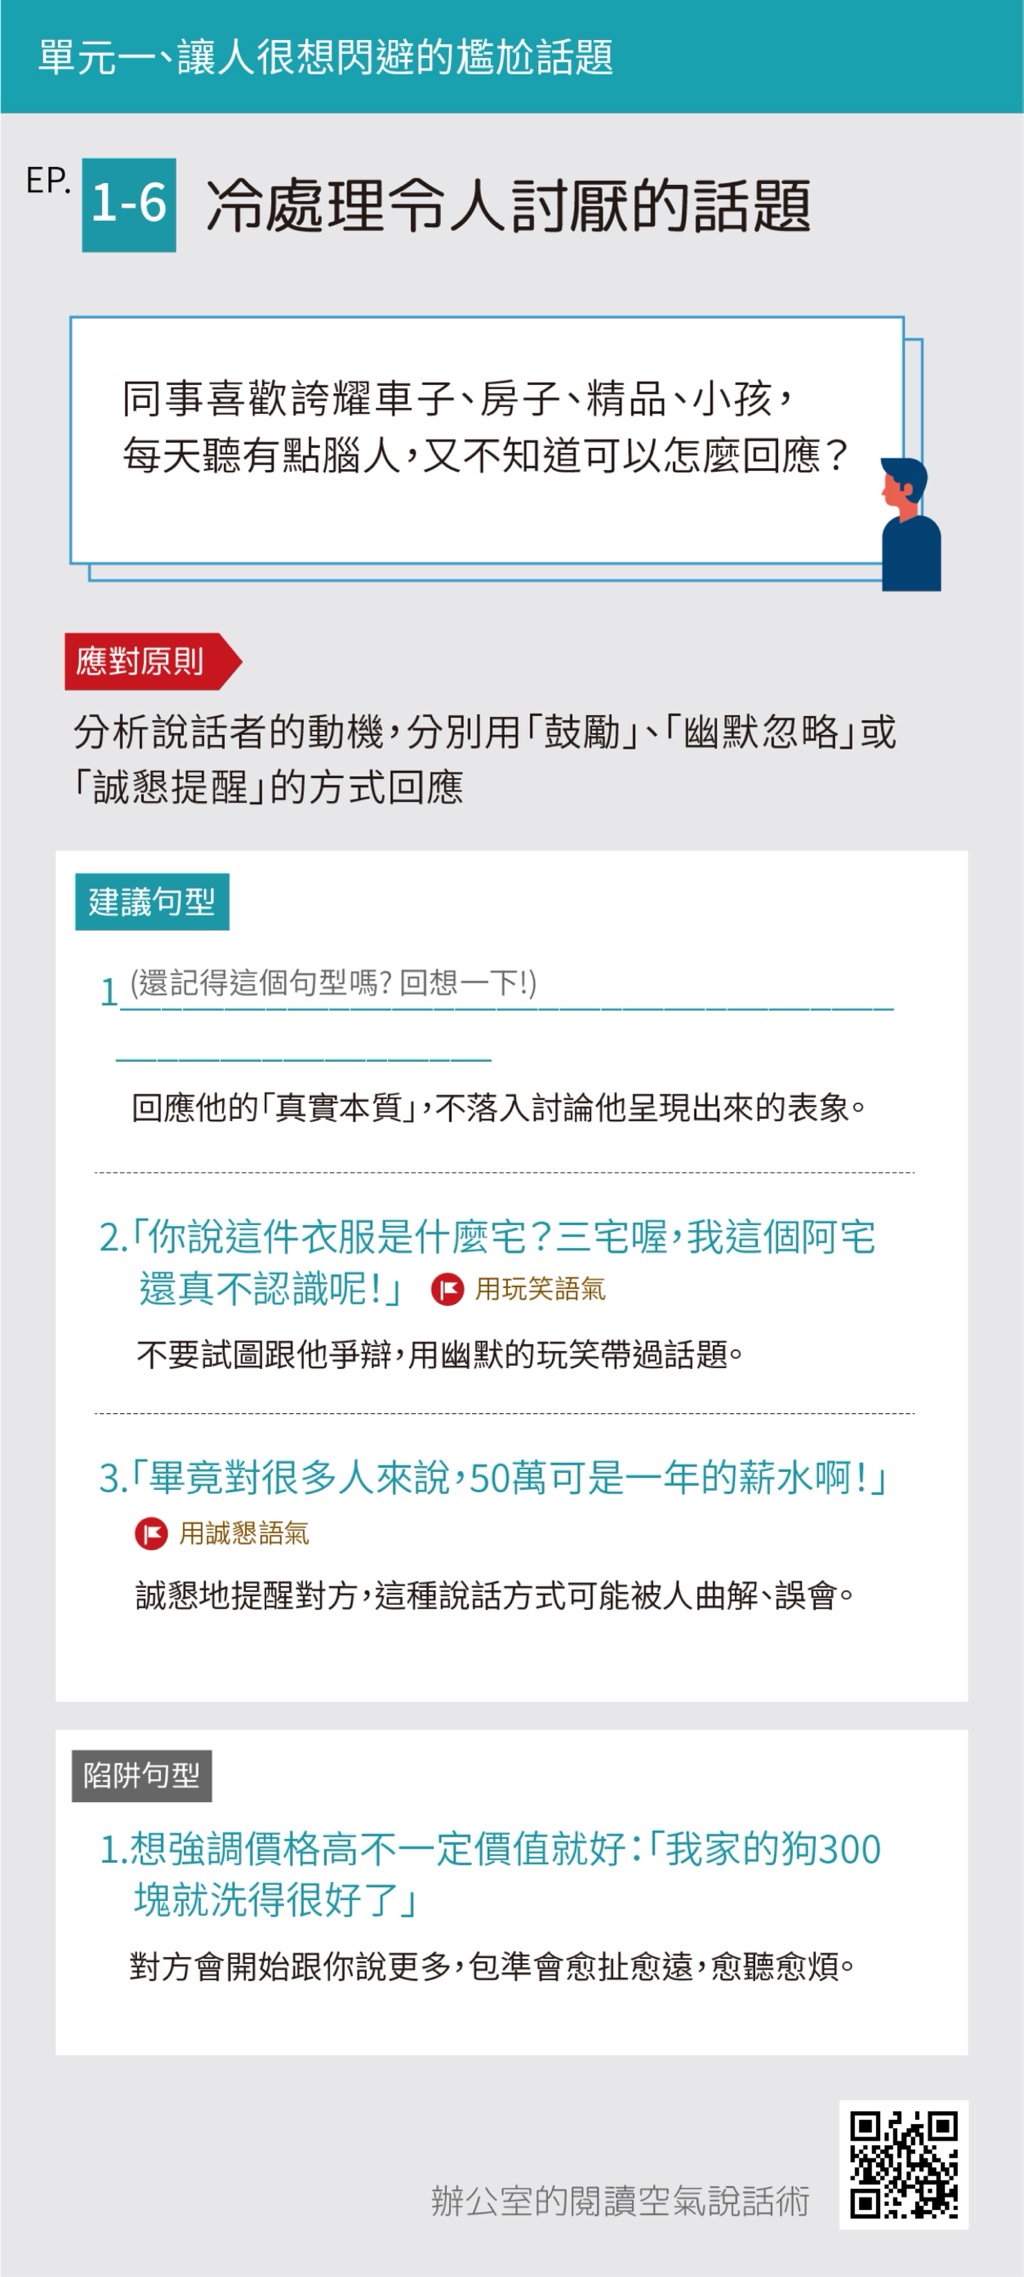 單元一、讓人很想閃避的尷尬話題
EP. 1-6 冷處理令人討厭的話題
同事喜歡誇耀車子、房子、精品、小孩，
每天聽有點腦人，又不知道可以怎麼回應？
應對原則
分析說話者的動機，分別用「鼓勵」、「幽默忽略」或
「誠懇提醒」的方式回應
建議句型
1 (還記得這個句型嗎? 回想一下!)
回應他的「真實本質」，不落入討論他呈現出來的表象。
2.「你說這件衣服是什麼宅？三宅喔，我這個阿宅
還真不認識呢！」 用玩笑語氣
不要試圖跟他爭辯，用幽默的玩笑帶過話題。
3.「畢竟對很多人來說，50萬可是一年的薪水啊！」
用誠懇語氣
誠懇地提醒對方，這種說話方式可能被人曲解、誤會。
陷阱句型
1.想強調價格高不一定價值就好：「我家的狗300
塊就洗得很好了」
對方會開始跟你說更多，包準會愈扯愈遠，愈聽愈煩。
辦公室的閱讀空氣說話術